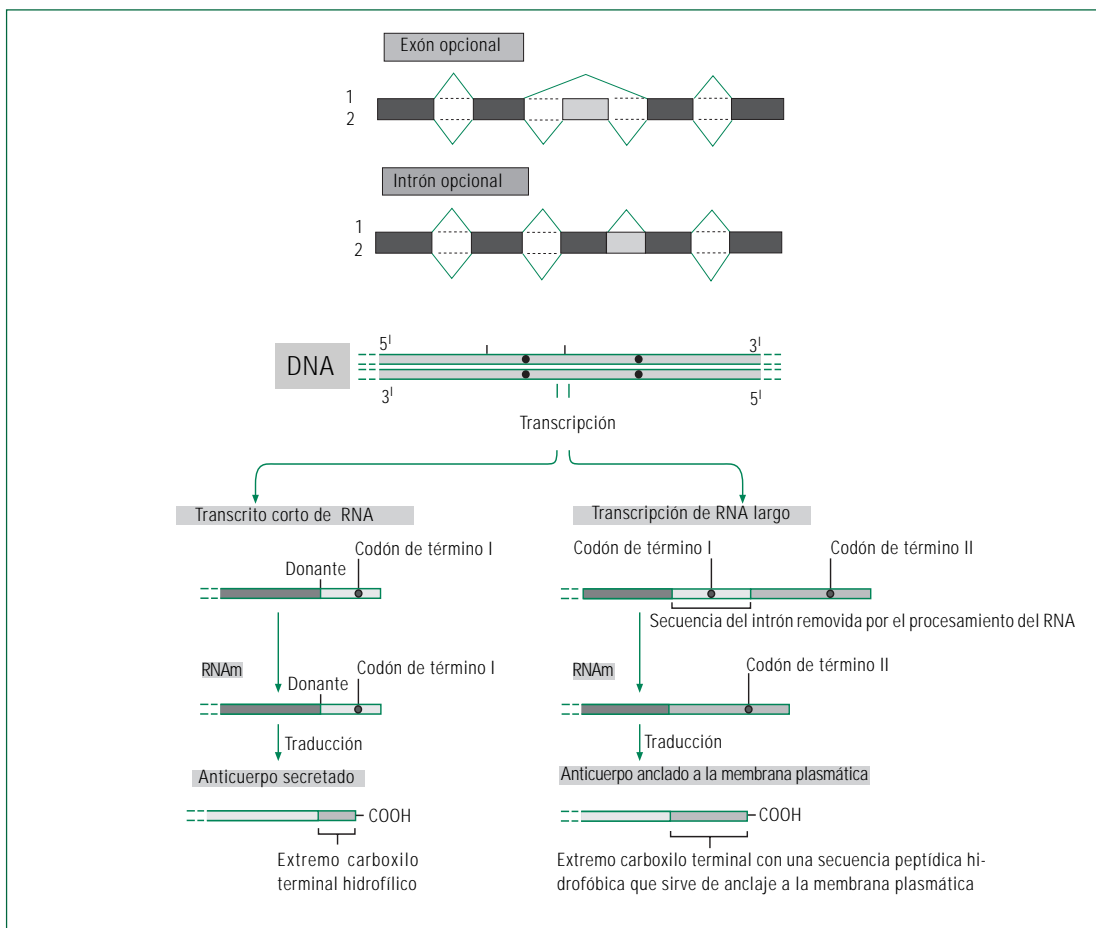 Exón opcional
1
2
Intrón opcional
1
2
5ᴵ 3ᴵ
DNA
3ᴵ 5ᴵ
Transcripción
Transcrito corto de RNA
Transcripción de RNA largo
Codón de término I
Donante
Codón de término I
Codón de término II
Secuencia del intrón removida por el procesamiento del RNA
RNAm
Donante
Codón de término I
RNAm
Codón de término II
Traducción
Traducción
Anticuerpo secretado
Anticuerpo anclado a la membrana plasmática
COOH
COOH
Extremo carboxilo
terminal hidrofílico
Extremo carboxilo terminal con una secuencia peptídica hi-
drofóbica que sirve de anclaje a la membrana plasmática